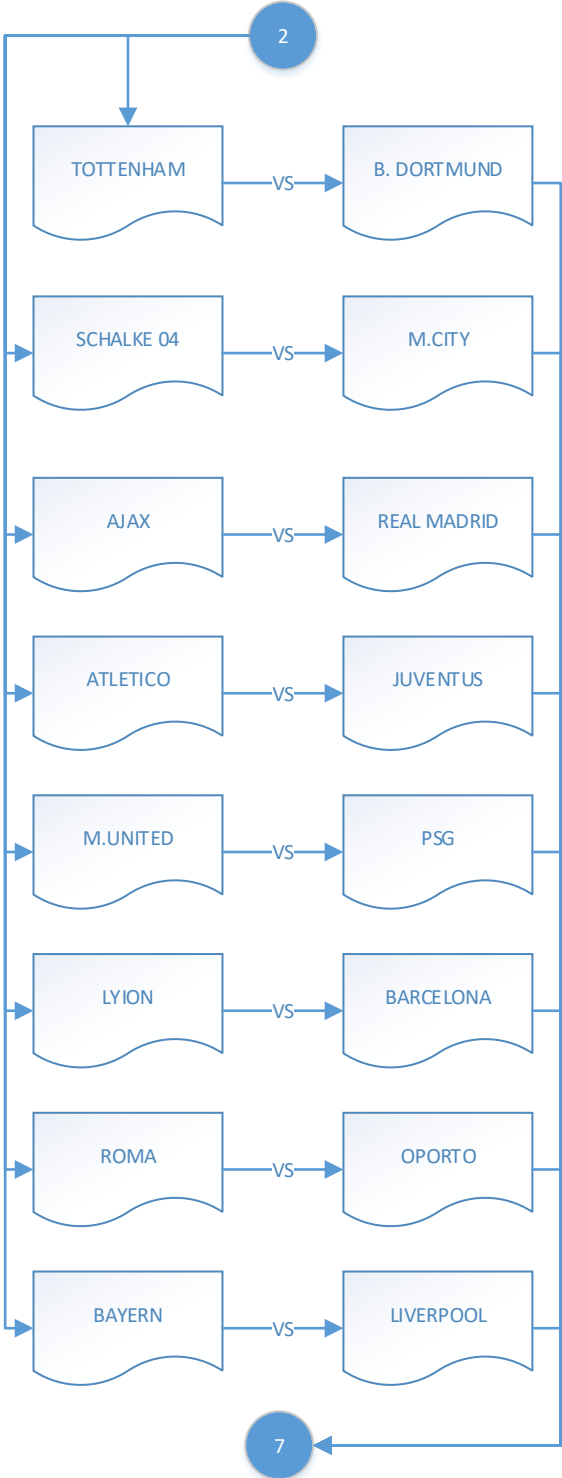 2
TOTTENHAM VS B. DORTMUND
SCHALKE 04 VS M.CITY
AJAX VS REAL MADRID
ATLETICO VS JUVENTUS
M.UNITED VS PSG
LYION VS BARCELONA
ROMA VS OPORTO
BAYERN VS LIVERPOOL
7